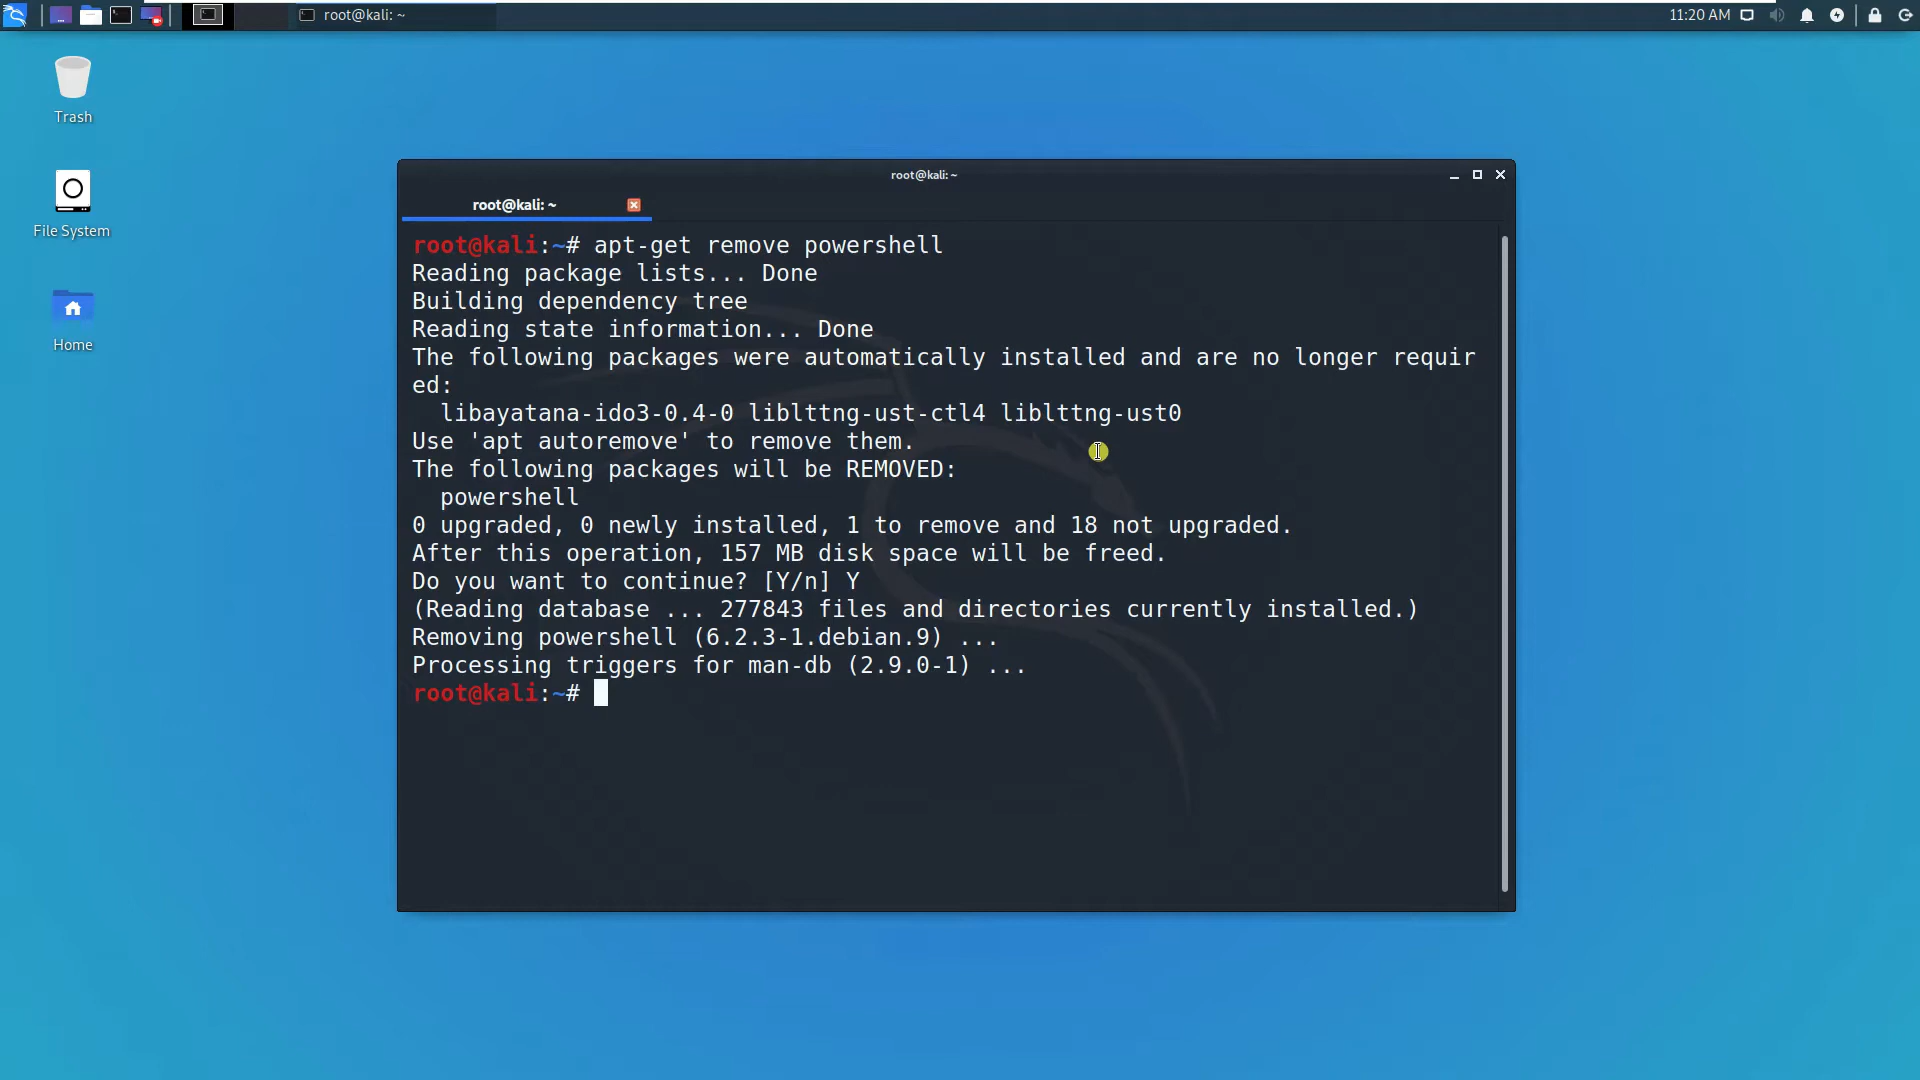 root@kali: ~
11:20 AM
Trash
File System
Home
root@kali: ~
root@kali: ~
root@kali:~# apt-get remove powershell
Reading package lists... Done
Building dependency tree
Reading state information... Done
The following packages were automatically installed and are no longer requir
ed:
  libayatana-ido3-0.4-0 liblttng-ust-ctl4 liblttng-ust0
Use 'apt autoremove' to remove them.
The following packages will be REMOVED:
  powershell
0 upgraded, 0 newly installed, 1 to remove and 18 not upgraded.
After this operation, 157 MB disk space will be freed.
Do you want to continue? [Y/n] Y
(Reading database ... 277843 files and directories currently installed.)
Removing powershell (6.2.3-1.debian.9) ...
Processing triggers for man-db (2.9.0-1) ...
root@kali:~#